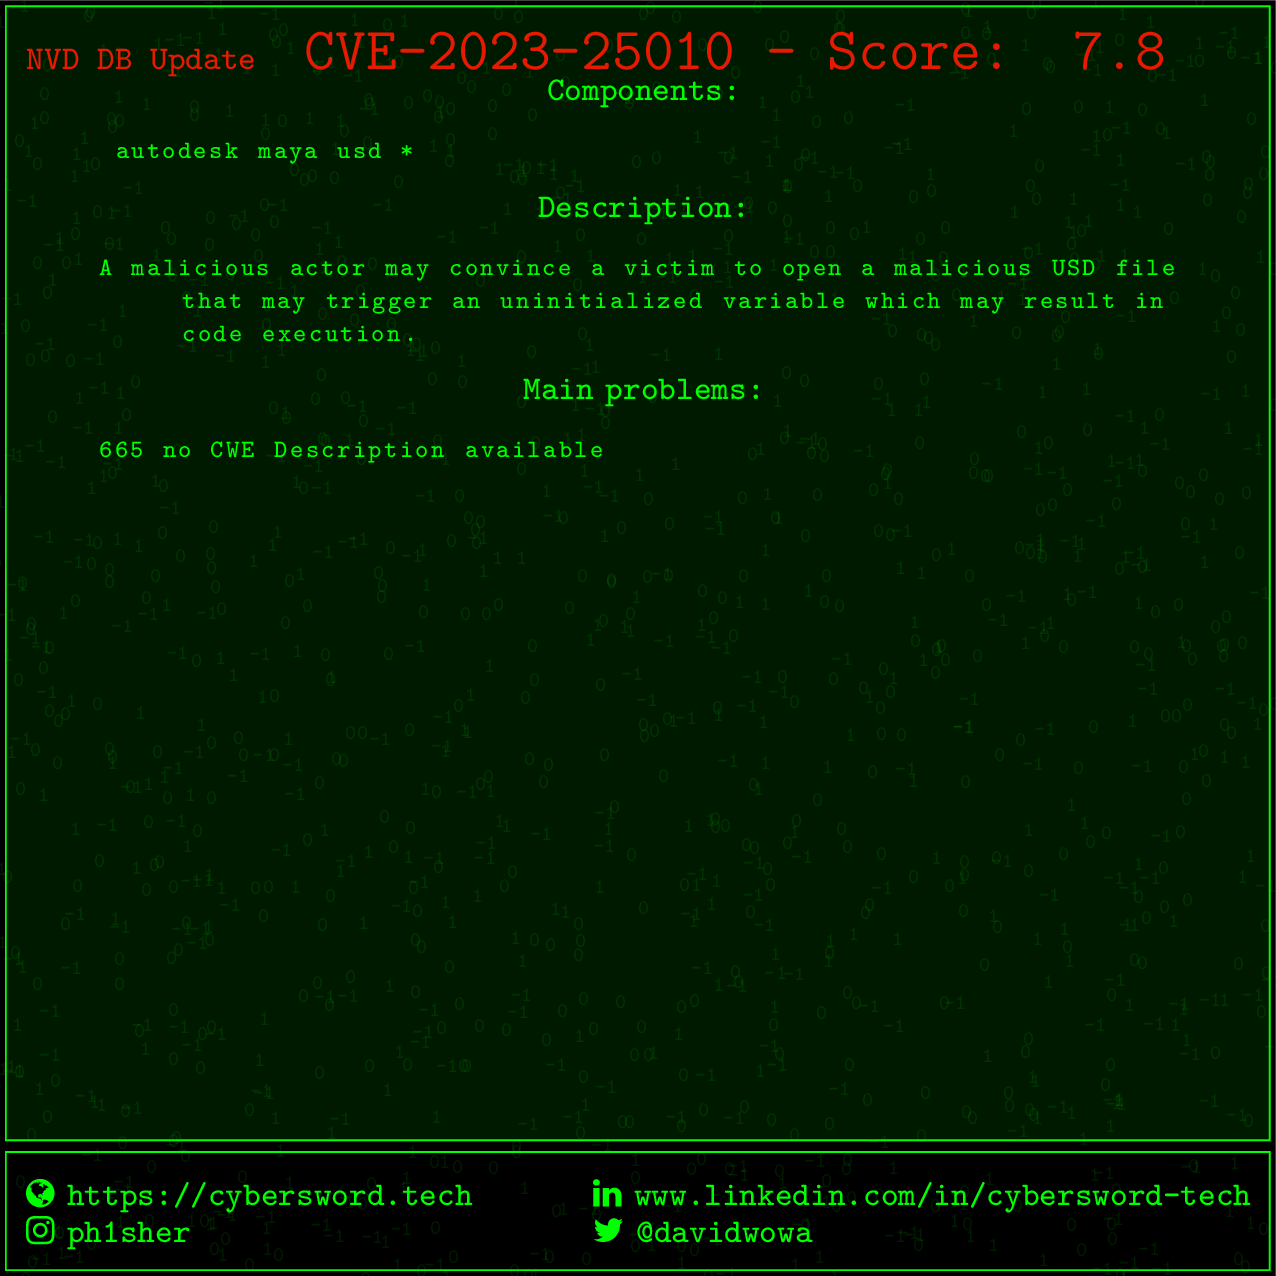 NVD DB Update CVE-2023-25010 - Score: 7.8
Components:
autodesk maya usd *
Description:
A malicious actor may convince a victim to open a malicious USD file
that may trigger an uninitialized variable which may result in
code execution.
Main problems:
665 no CWE Description available
https://cybersword.tech www.linkedin.com/in/cybersword-tech
ph1sher @davidwowa